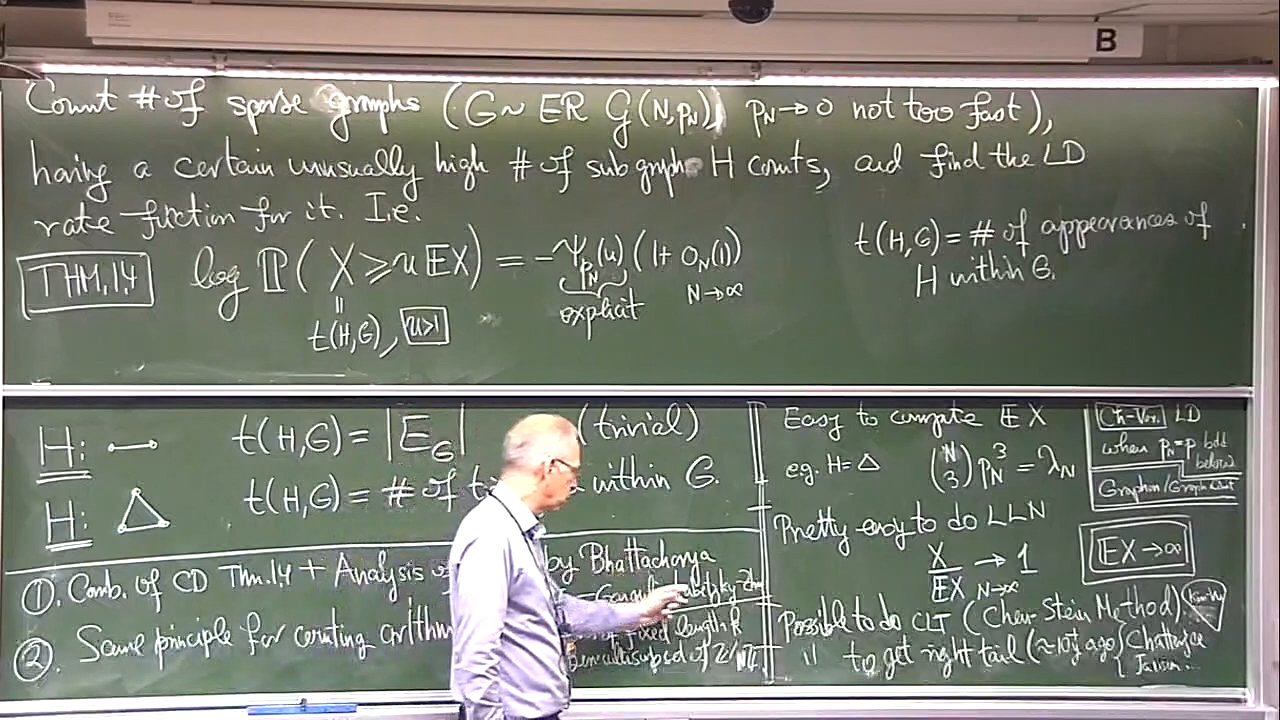 B
Count # of sparse graphs (G ~ ER G(N,p_N), p_N → 0 not too fast),
having a certain unusually high # of subgraph H counts, and find the LD
rate function for it. I.e.
THM. 1.4 log ℙ( X ≥ u 𝔼X ) = -Ψ_{p_N}(u) (1 + o_N(1))
explicit N→∞
t(H,G), u>1
t(H,G) = # of appearances of
H within G.
H: t(H,G) = |E_G| (trivial)
H: △ t(H,G) = # of within G.
①. Comb. of CD Thm. 1.4 + Analysis by Bhattacharya
②. Same principle for counting of fixed length k
subset of
Easy to compute 𝔼X
e.g. H = △ (N 3) p_N^3 = λ_N
Pretty easy to do LLN
X/𝔼X → 1
N→∞
Possible to do CLT (Chen Stein Method)
" to get right tail (≈10y ago) { Chatterjee
Janson...
Ch-Var. LD
when p_N = p bdd
below
Graphon/Graph limit
𝔼X → ∞